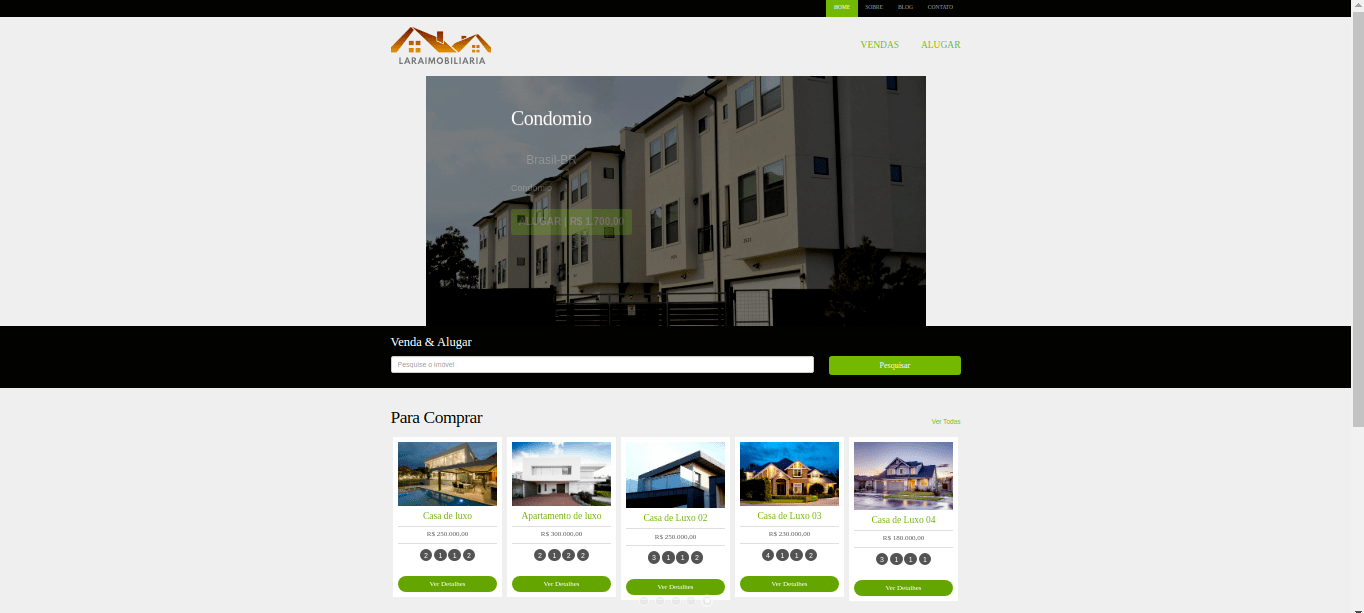 HOME SOBRE BLOG CONTATO
LARAIMOBILIARIA
VENDAS ALUGAR
Condomio
Brasil-BR
Condomio
ALUGAR | R$ 1.700,00
Venda & Alugar
Pesquise o imóvel
Pesquisar
Para Comprar
Ver Todas
Casa de luxo
R$ 250.000,00
2 1 1 2
Ver Detalhes
Apartamento de luxo
R$ 300.000,00
2 1 2 2
Ver Detalhes
Casa de Luxo 02
R$ 250.000,00
3 1 1 2
Ver Detalhes
Casa de Luxo 03
R$ 230.000,00
4 1 1 2
Ver Detalhes
Casa de Luxo 04
R$ 180.000,00
3 1 1 1
Ver Detalhes